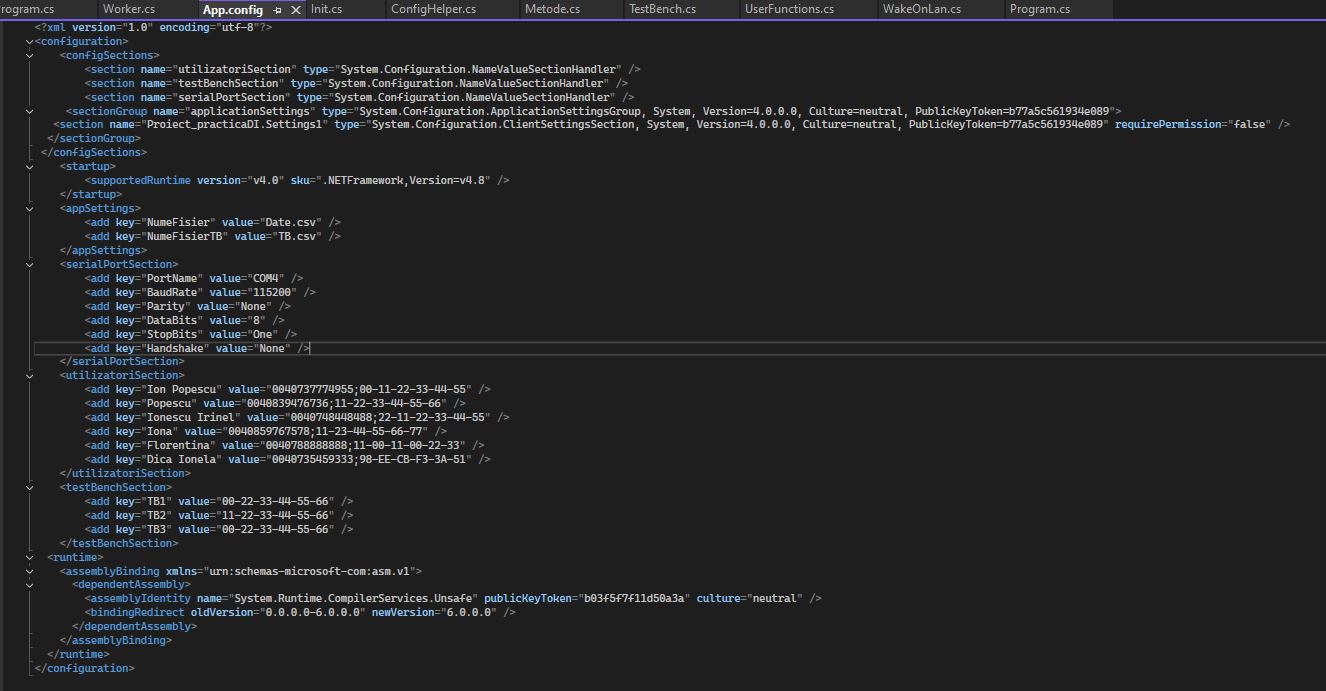 rogram.cs Worker.cs App.config Init.cs ConfigHelper.cs Metode.cs TestBench.cs UserFunctions.cs WakeOnLan.cs Program.cs
<?xml version="1.0" encoding="utf-8"?>
<configuration>
<configSections>
<section name="utilizatoriSection" type="System.Configuration.NameValueSectionHandler" />
<section name="testBenchSection" type="System.Configuration.NameValueSectionHandler" />
<section name="serialPortSection" type="System.Configuration.NameValueSectionHandler" />
<sectionGroup name="applicationSettings" type="System.Configuration.ApplicationSettingsGroup, System, Version=4.0.0.0, Culture=neutral, PublicKeyToken=b77a5c561934e089">
<section name="Proiect_practicaDI.Settings1" type="System.Configuration.ClientSettingsSection, System, Version=4.0.0.0, Culture=neutral, PublicKeyToken=b77a5c561934e089" requirePermission="false" />
</sectionGroup>
</configSections>
<startup>
<supportedRuntime version="v4.0" sku=".NETFramework,Version=v4.8" />
</startup>
<appSettings>
<add key="NumeFisier" value="Date.csv" />
<add key="NumeFisierTB" value="TB.csv" />
</appSettings>
<serialPortSection>
<add key="PortName" value="COM4" />
<add key="BaudRate" value="115200" />
<add key="Parity" value="None" />
<add key="DataBits" value="8" />
<add key="StopBits" value="One" />
<add key="Handshake" value="None" />
</serialPortSection>
<utilizatoriSection>
<add key="Ion Popescu" value="0040737774955;00-11-22-33-44-55" />
<add key="Popescu" value="0040839476736;11-22-33-44-55-66" />
<add key="Ionescu Irinel" value="0040748448488;22-11-22-33-44-55" />
<add key="Iona" value="0040859767578;11-23-44-55-66-77" />
<add key="Florentina" value="0040788888888;11-00-11-00-22-33" />
<add key="Dica Ionela" value="0040735459333;98-EE-CB-F3-3A-51" />
</utilizatoriSection>
<testBenchSection>
<add key="TB1" value="00-22-33-44-55-66" />
<add key="TB2" value="11-22-33-44-55-66" />
<add key="TB3" value="00-22-33-44-55-66" />
</testBenchSection>
<runtime>
<assemblyBinding xmlns="urn:schemas-microsoft-com:asm.v1">
<dependentAssembly>
<assemblyIdentity name="System.Runtime.CompilerServices.Unsafe" publicKeyToken="b03f5f7f11d50a3a" culture="neutral" />
<bindingRedirect oldVersion="0.0.0.0-6.0.0.0" newVersion="6.0.0.0" />
</dependentAssembly>
</assemblyBinding>
</runtime>
</configuration>